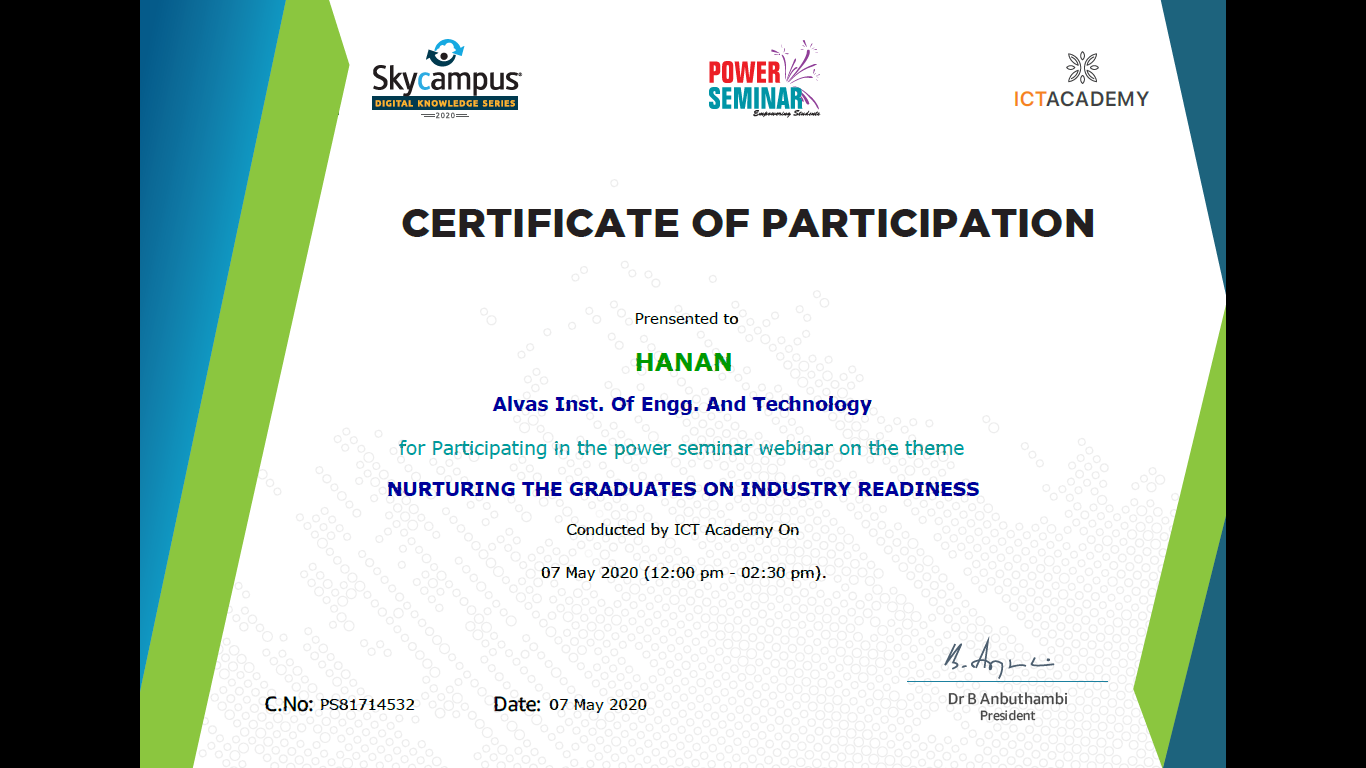 Skycampus®
DIGITAL KNOWLEDGE SERIES
2020
POWER
SEMINAR
Empowering Students
ICTACADEMY
CERTIFICATE OF PARTICIPATION
Prensented to
HANAN
Alvas Inst. Of Engg. And Technology
for Participating in the power seminar webinar on the theme
NURTURING THE GRADUATES ON INDUSTRY READINESS
Conducted by ICT Academy On
07 May 2020 (12:00 pm - 02:30 pm).
C.No: PS81714532 Date: 07 May 2020
Dr B Anbuthambi
President